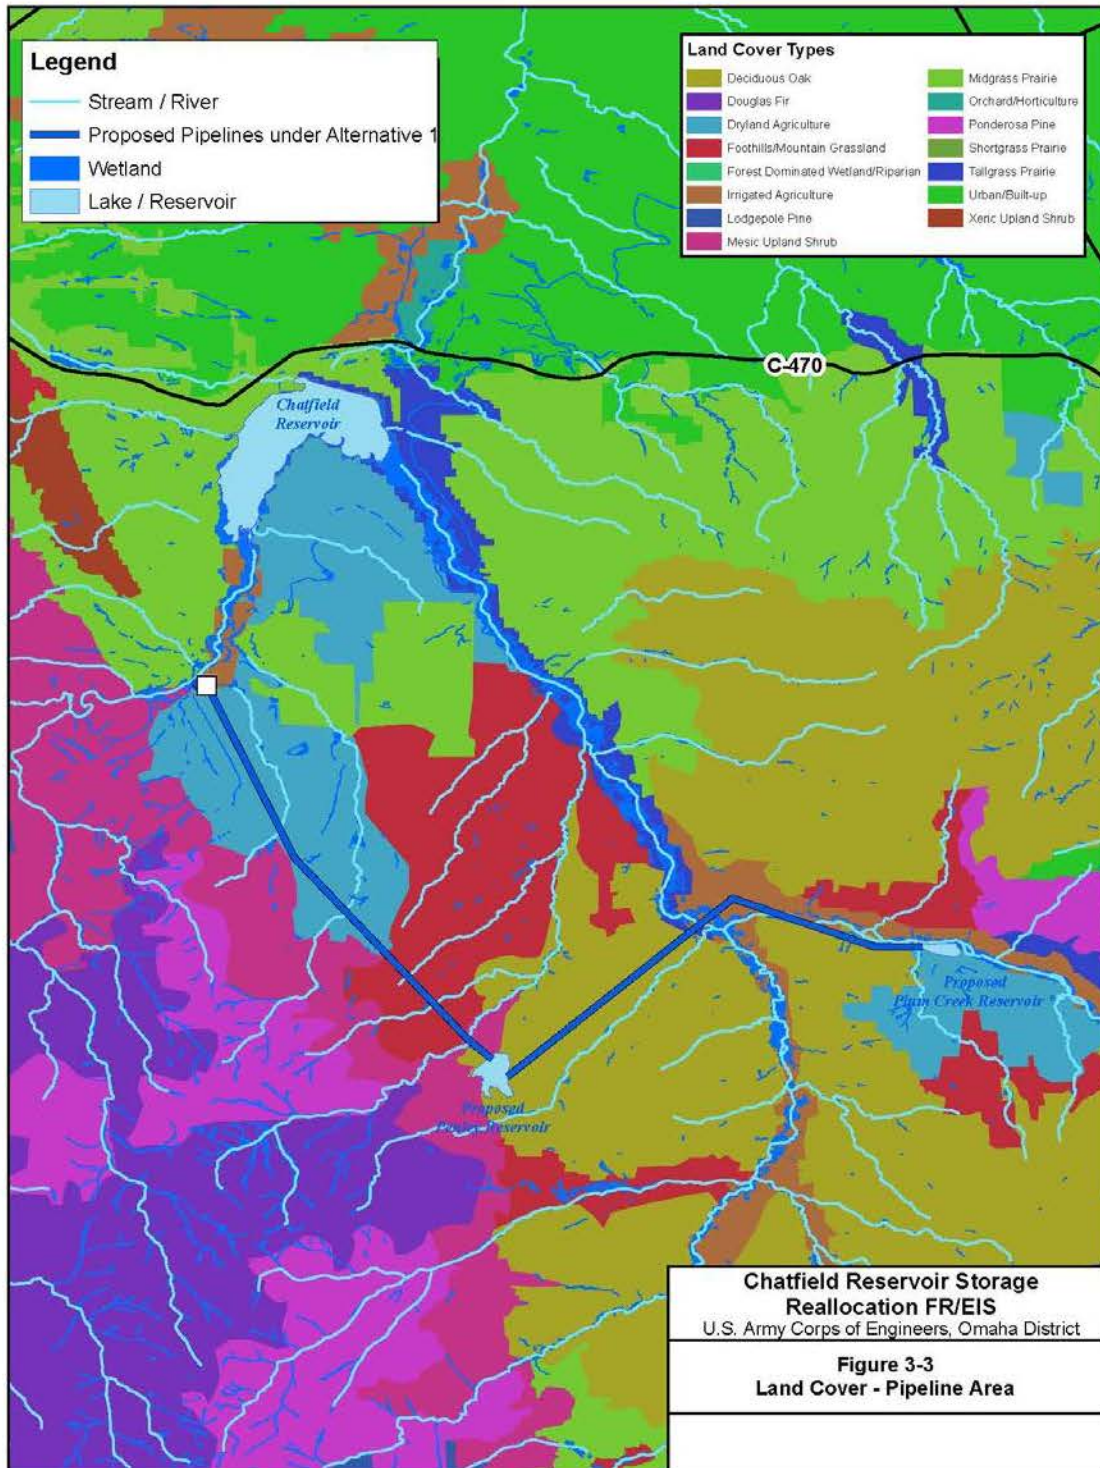 Legend
Stream / River
Proposed Pipelines under Alternative 1
Wetland
Lake / Reservoir
Land Cover Types
Deciduous Oak
Douglas Fir
Dryland Agriculture
Foothills/Mountain Grassland
Forest Dominated Wetland/Riparian
Irrigated Agriculture
Lodgepole Pine
Mesic Upland Shrub
Midgrass Prairie
Orchard/Horticulture
Ponderosa Pine
Shortgrass Prairie
Tallgrass Prairie
Urban/Built-up
Xeric Upland Shrub
C-470
Chatfield
Reservoir
Proposed
Plum Creek Reservoir
Proposed
Reservoir
Chatfield Reservoir Storage
Reallocation FR/EIS
U.S. Army Corps of Engineers, Omaha District
Figure 3-3
Land Cover - Pipeline Area